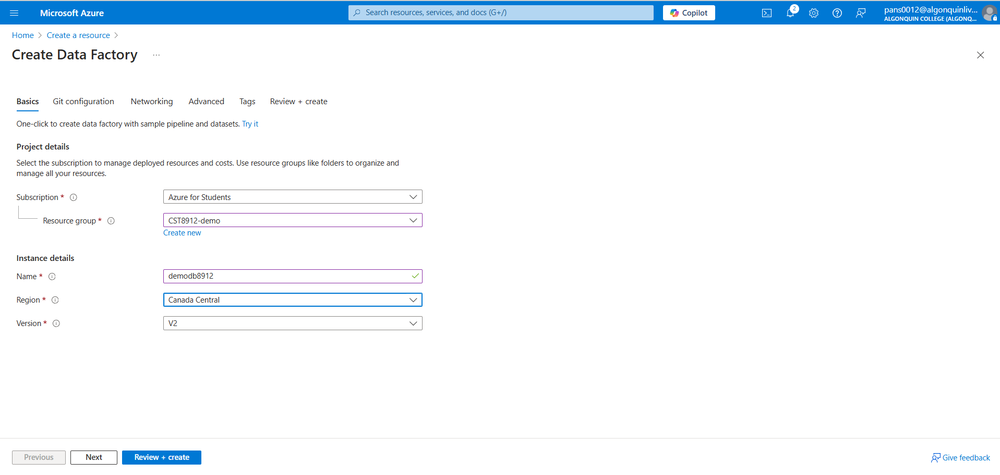 Microsoft Azure
Search resources, services, and docs (G+/)
Copilot
2
pans0012@algonquinliv...
ALGONQUIN COLLEGE (ALGONQ...
Home > Create a resource >
Create Data Factory ...
Basics Git configuration Networking Advanced Tags Review + create
One-click to create data factory with sample pipeline and datasets. Try it
Project details
Select the subscription to manage deployed resources and costs. Use resource groups like folders to organize and
manage all your resources.
Subscription * Azure for Students
Resource group * CST8912-demo
Create new
Instance details
Name * demodb8912
Region * Canada Central
Version * V2
Previous Next Review + create Give feedback